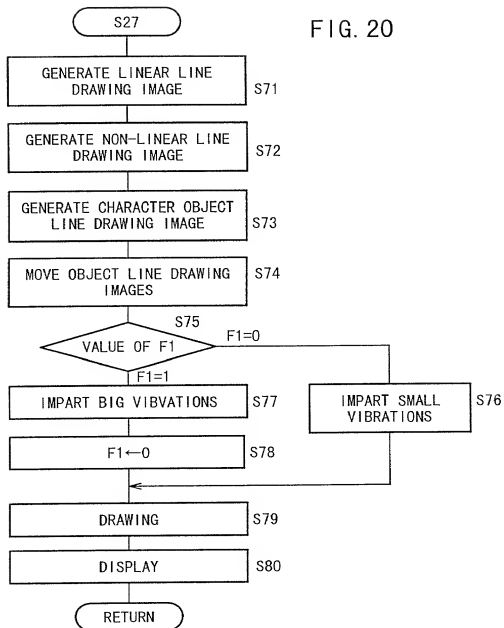 S27
FIG. 20
GENERATE LINEAR LINE
DRAWING IMAGE
S71
GENERATE NON-LINEAR LINE
DRAWING IMAGE
S72
GENERATE CHARACTER OBJECT
LINE DRAWING IMAGE
S73
MOVE OBJECT LINE DRAWING
IMAGES
S74
S75
VALUE OF F1
F1=0
F1=1
IMPART BIG VIBVATIONS
S77
IMPART SMALL
VIBRATIONS
S76
F1←0
S78
DRAWING
S79
DISPLAY
S80
RETURN